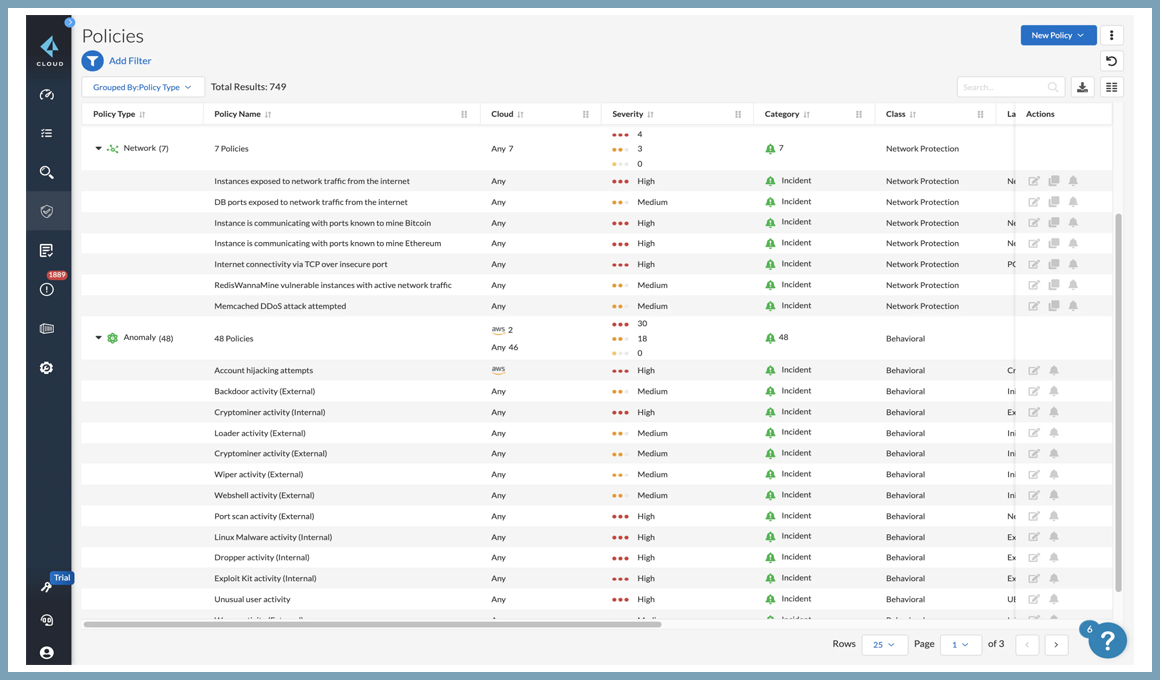 Policies
New Policy
CLOUD
Add Filter
Grouped By:Policy Type
Total Results: 749
Search...
Policy Type Policy Name Cloud Severity Category Class La Actions
Network (7) 7 Policies Any 7 4 3 0 7 Network Protection
Instances exposed to network traffic from the internet Any High Incident Network Protection Ne
DB ports exposed to network traffic from the internet Any Medium Incident Network Protection
Instance is communicating with ports known to mine Bitcoin Any High Incident Network Protection Ne
Instance is communicating with ports known to mine Ethereum Any High Incident Network Protection Ne
Internet connectivity via TCP over insecure port Any High Incident Network Protection PC
RedisWannaMine vulnerable instances with active network traffic Any Medium Incident Network Protection
Memcached DDoS attack attempted Any Medium Incident Network Protection
Anomaly (48) 48 Policies aws 2 Any 46 30 18 0 48 Behavioral
Account hijacking attempts aws High Incident Behavioral Cr
Backdoor activity (External) Any Medium Incident Behavioral Ini
Cryptominer activity (Internal) Any High Incident Behavioral Ex
Loader activity (External) Any Medium Incident Behavioral Ini
Cryptominer activity (External) Any Medium Incident Behavioral Ini
Wiper activity (External) Any Medium Incident Behavioral Ini
Webshell activity (External) Any Medium Incident Behavioral Ini
Port scan activity (External) Any High Incident Behavioral Ne
Linux Malware activity (Internal) Any High Incident Behavioral Ex
Dropper activity (Internal) Any High Incident Behavioral Ex
Exploit Kit activity (Internal) Any High Incident Behavioral Ex
Unusual user activity Any High Incident Behavioral UE
1889
Trial
Rows 25 Page 1 of 3
6
?